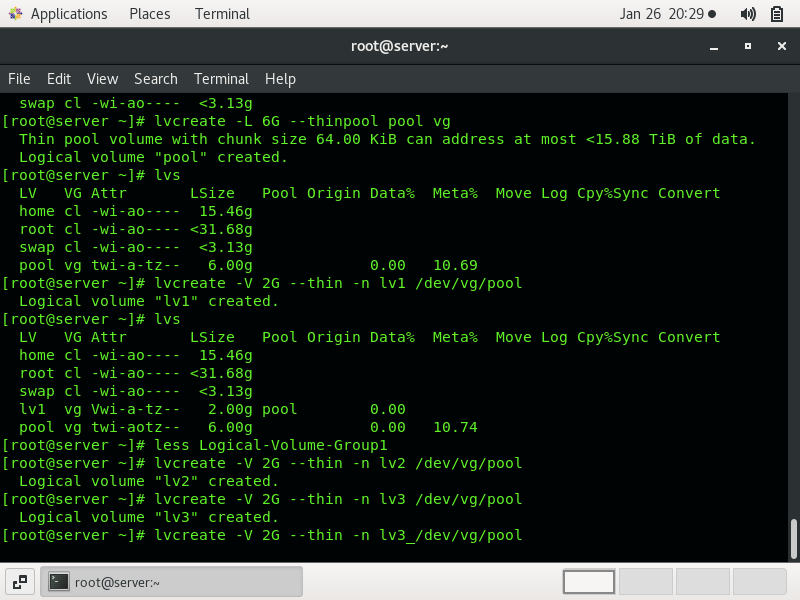 Applications Places Terminal Jan 26 20:29
root@server:~
File Edit View Search Terminal Help
swap cl -wi-ao---- <3.13g
[root@server ~]# lvcreate -L 6G --thinpool pool vg
Thin pool volume with chunk size 64.00 KiB can address at most <15.88 TiB of data.
Logical volume "pool" created.
[root@server ~]# lvs
LV VG Attr LSize Pool Origin Data% Meta% Move Log Cpy%Sync Convert
home cl -wi-ao---- 15.46g
root cl -wi-ao---- <31.68g
swap cl -wi-ao---- <3.13g
pool vg twi-a-tz-- 6.00g 0.00 10.69
[root@server ~]# lvcreate -V 2G --thin -n lv1 /dev/vg/pool
Logical volume "lv1" created.
[root@server ~]# lvs
LV VG Attr LSize Pool Origin Data% Meta% Move Log Cpy%Sync Convert
home cl -wi-ao---- 15.46g
root cl -wi-ao---- <31.68g
swap cl -wi-ao---- <3.13g
lv1 vg Vwi-a-tz-- 2.00g pool 0.00
pool vg twi-aotz-- 6.00g 0.00 10.74
[root@server ~]# less Logical-Volume-Group1
[root@server ~]# lvcreate -V 2G --thin -n lv2 /dev/vg/pool
Logical volume "lv2" created.
[root@server ~]# lvcreate -V 2G --thin -n lv3 /dev/vg/pool
Logical volume "lv3" created.
[root@server ~]# lvcreate -V 2G --thin -n lv3_/dev/vg/pool
root@server:~